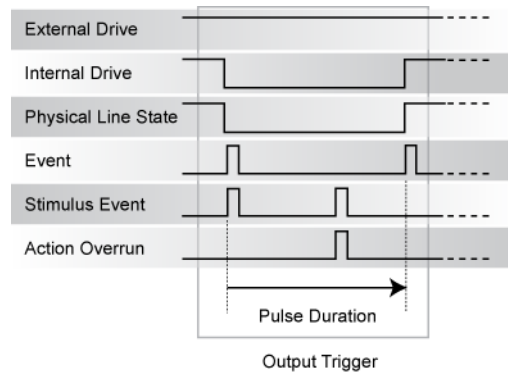 External Drive
Internal Drive
Physical Line State
Event
Stimulus Event
Action Overrun
Pulse Duration
Output Trigger